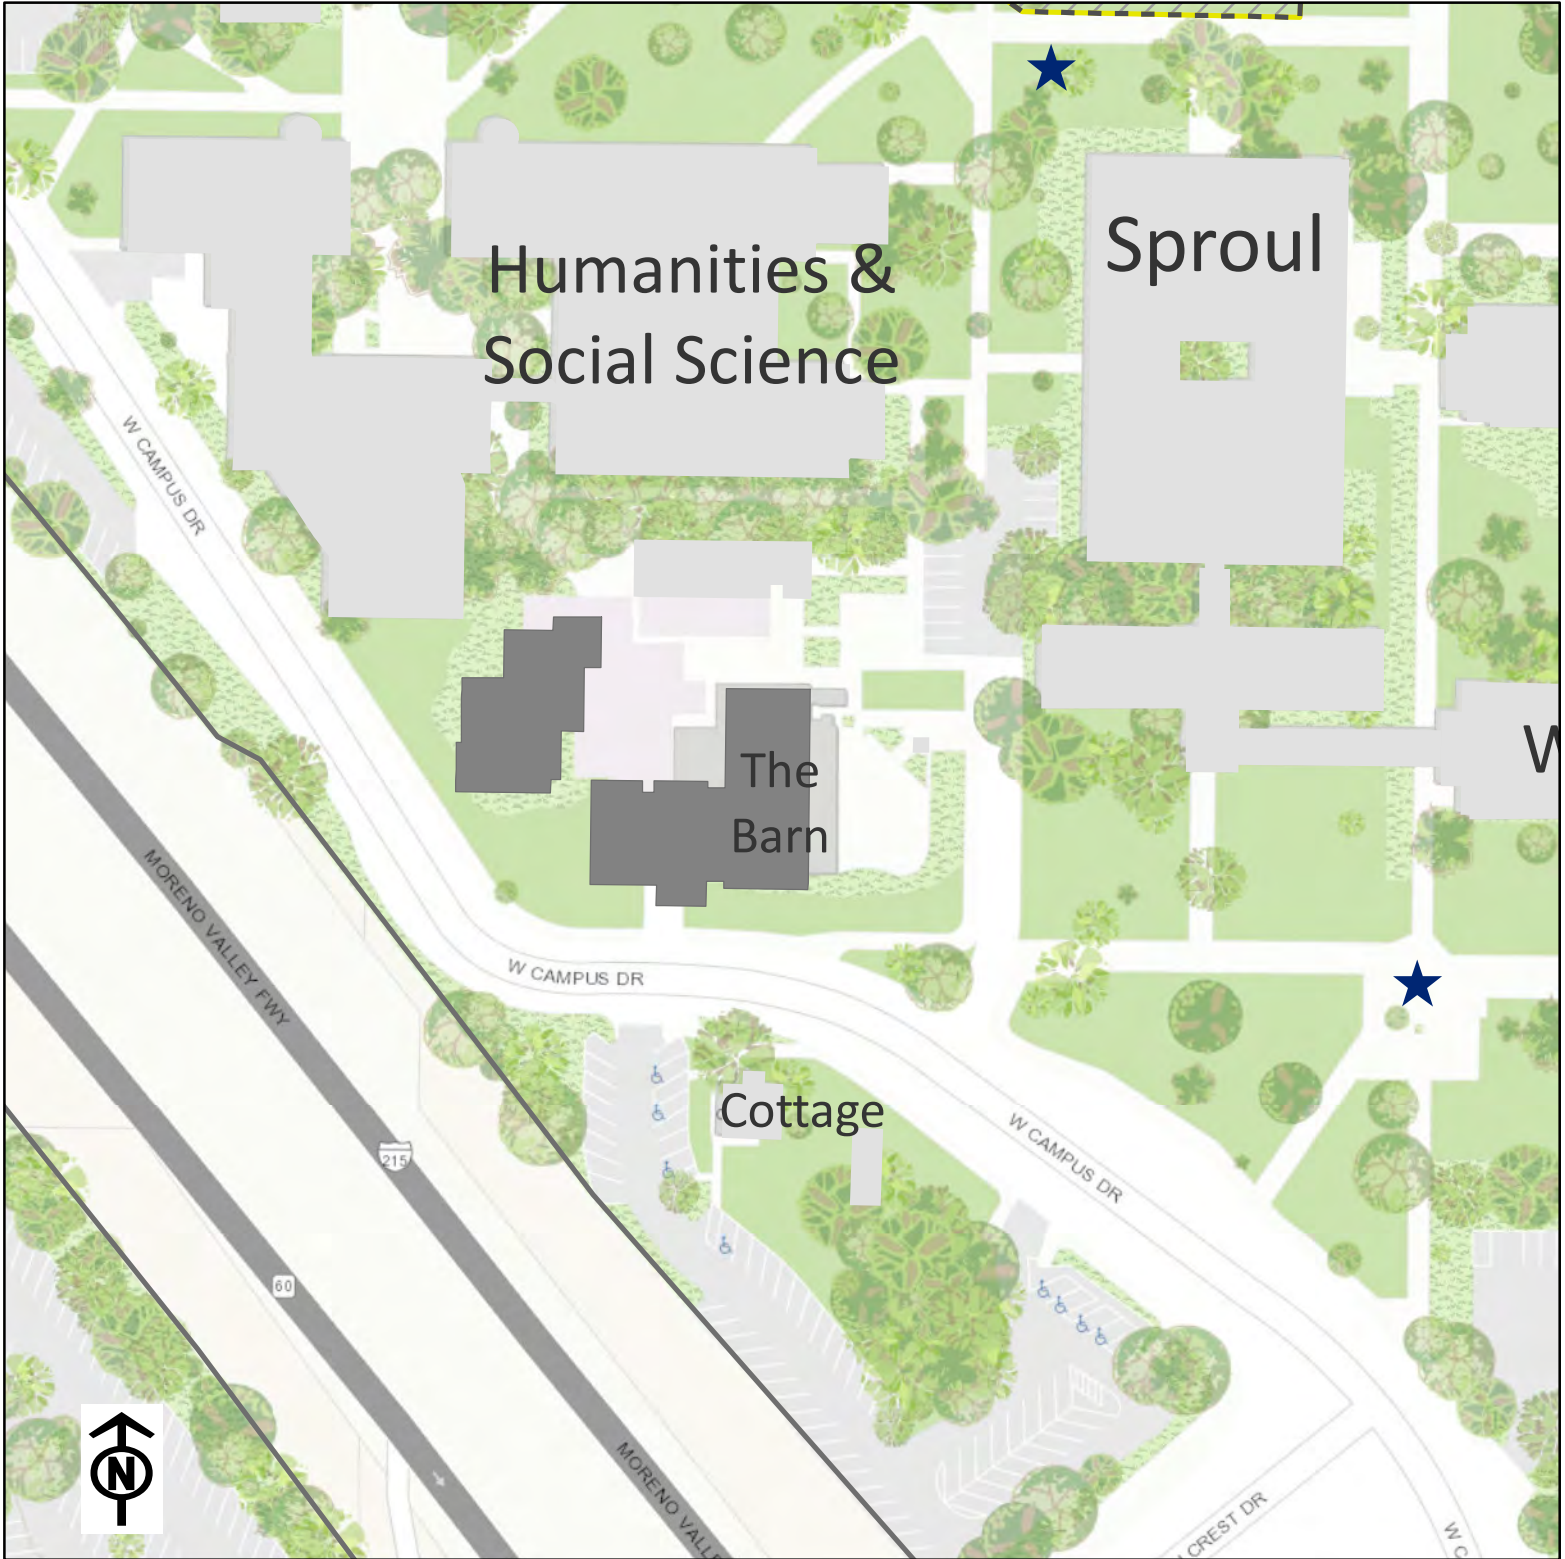 Sproul
Humanities &
Social Science
W CAMPUS DR
W
The
Barn
MORENO VALLEY FWY
W CAMPUS DR
Cottage
W CAMPUS DR
215
60
N
MORENO VALLE
CREST DR
W C